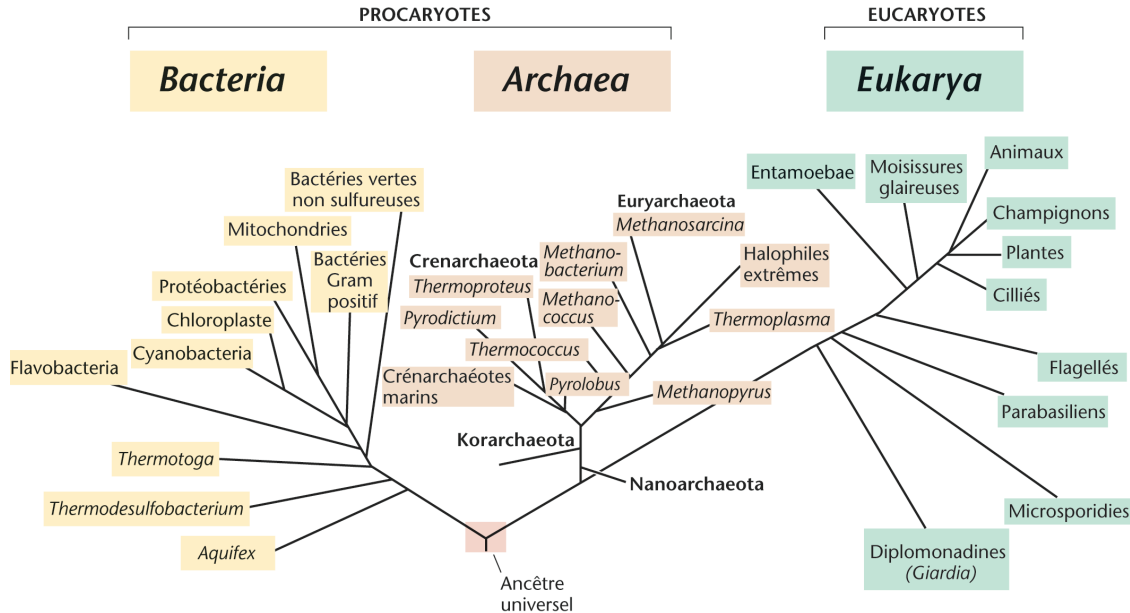 PROCARYOTES
EUCARYOTES
Bacteria
Archaea
Eukarya
Bactéries vertes
non sulfureuses
Mitochondries
Bactéries
Gram
positif
Protéobactéries
Chloroplaste
Cyanobacteria
Flavobacteria
Thermotoga
Thermodesulfobacterium
Aquifex
Euryarchaeota
Methanosarcina
Crenarchaeota
Methano-
bacterium
Halophiles
extrêmes
Thermoproteus
Methano-
coccus
Pyrodictium
Thermoplasma
Thermococcus
Crénarchaéotes
marins
Pyrolobus
Methanopyrus
Korarchaeota
Nanoarchaeota
Ancêtre
universel
Entamoebae
Moisissures
glaireuses
Animaux
Champignons
Plantes
Cilliés
Flagellés
Parabasiliens
Microsporidies
Diplomonadines
(Giardia)